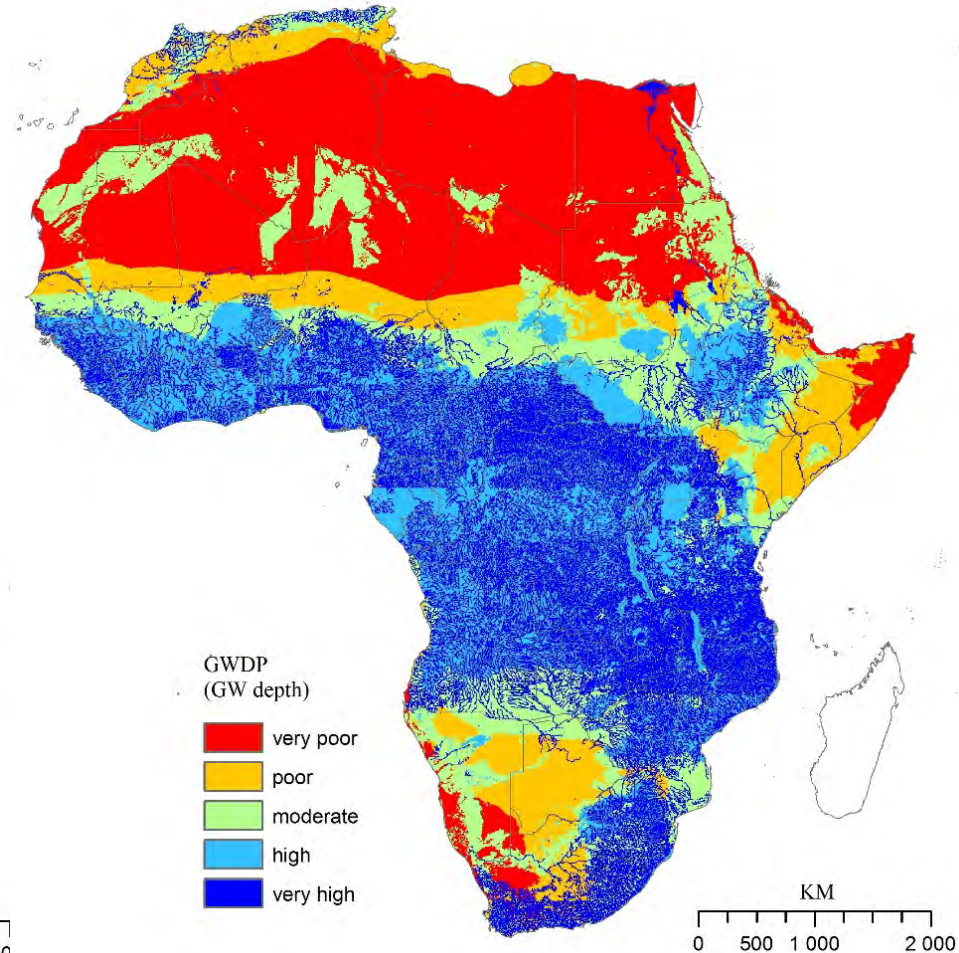 GWDP
(GW depth)
very poor
poor
moderate
high
very high
KM
0 500 1 000 2 000